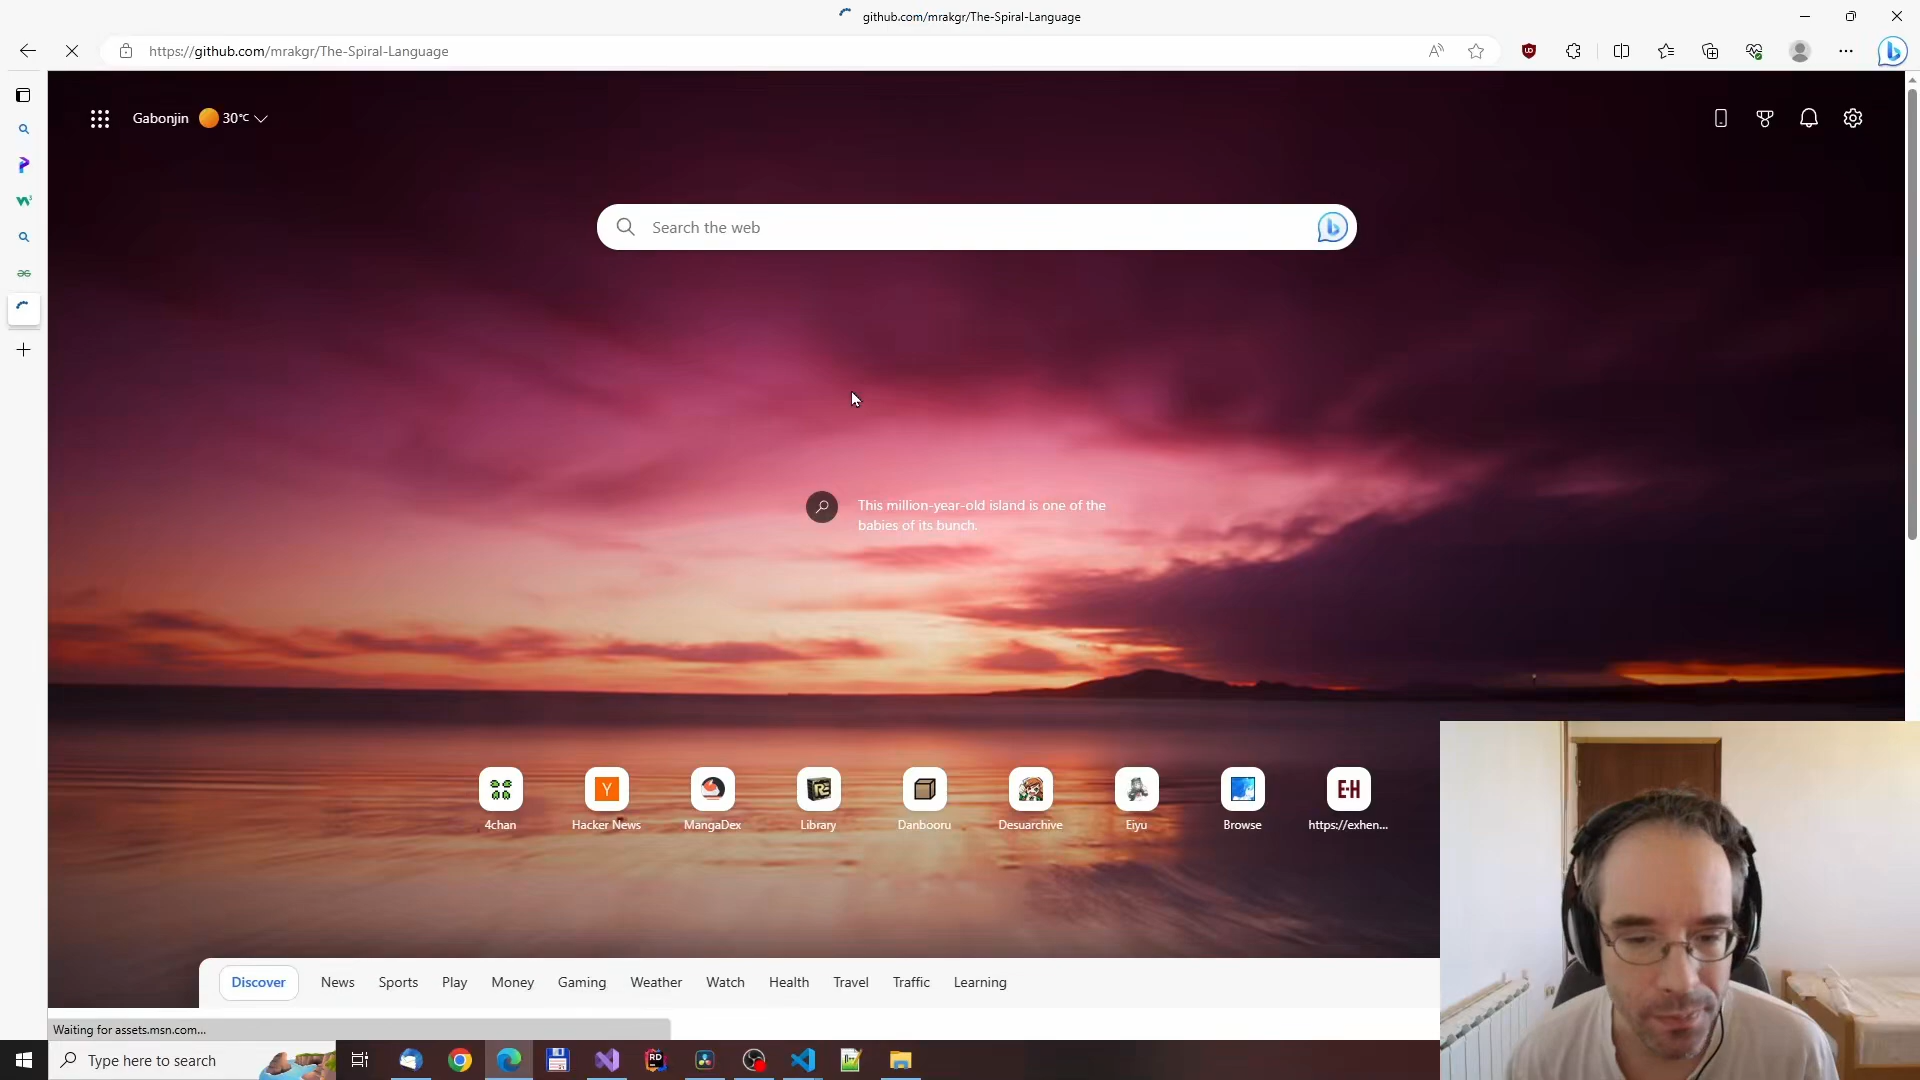 github.com/mrakgr/The-Spiral-Language
https://github.com/mrakgr/The-Spiral-Language
Gabonjin 30°C
Search the web
This million-year-old island is one of the
babies of its bunch.
4chan
Hacker News
MangaDex
Library
Danbooru
Desuarchive
Eiyu
Browse
https://exhen...
E-H
Discover News Sports Play Money Gaming Weather Watch Health Travel Traffic Learning
Waiting for assets.msn.com...
Type here to search